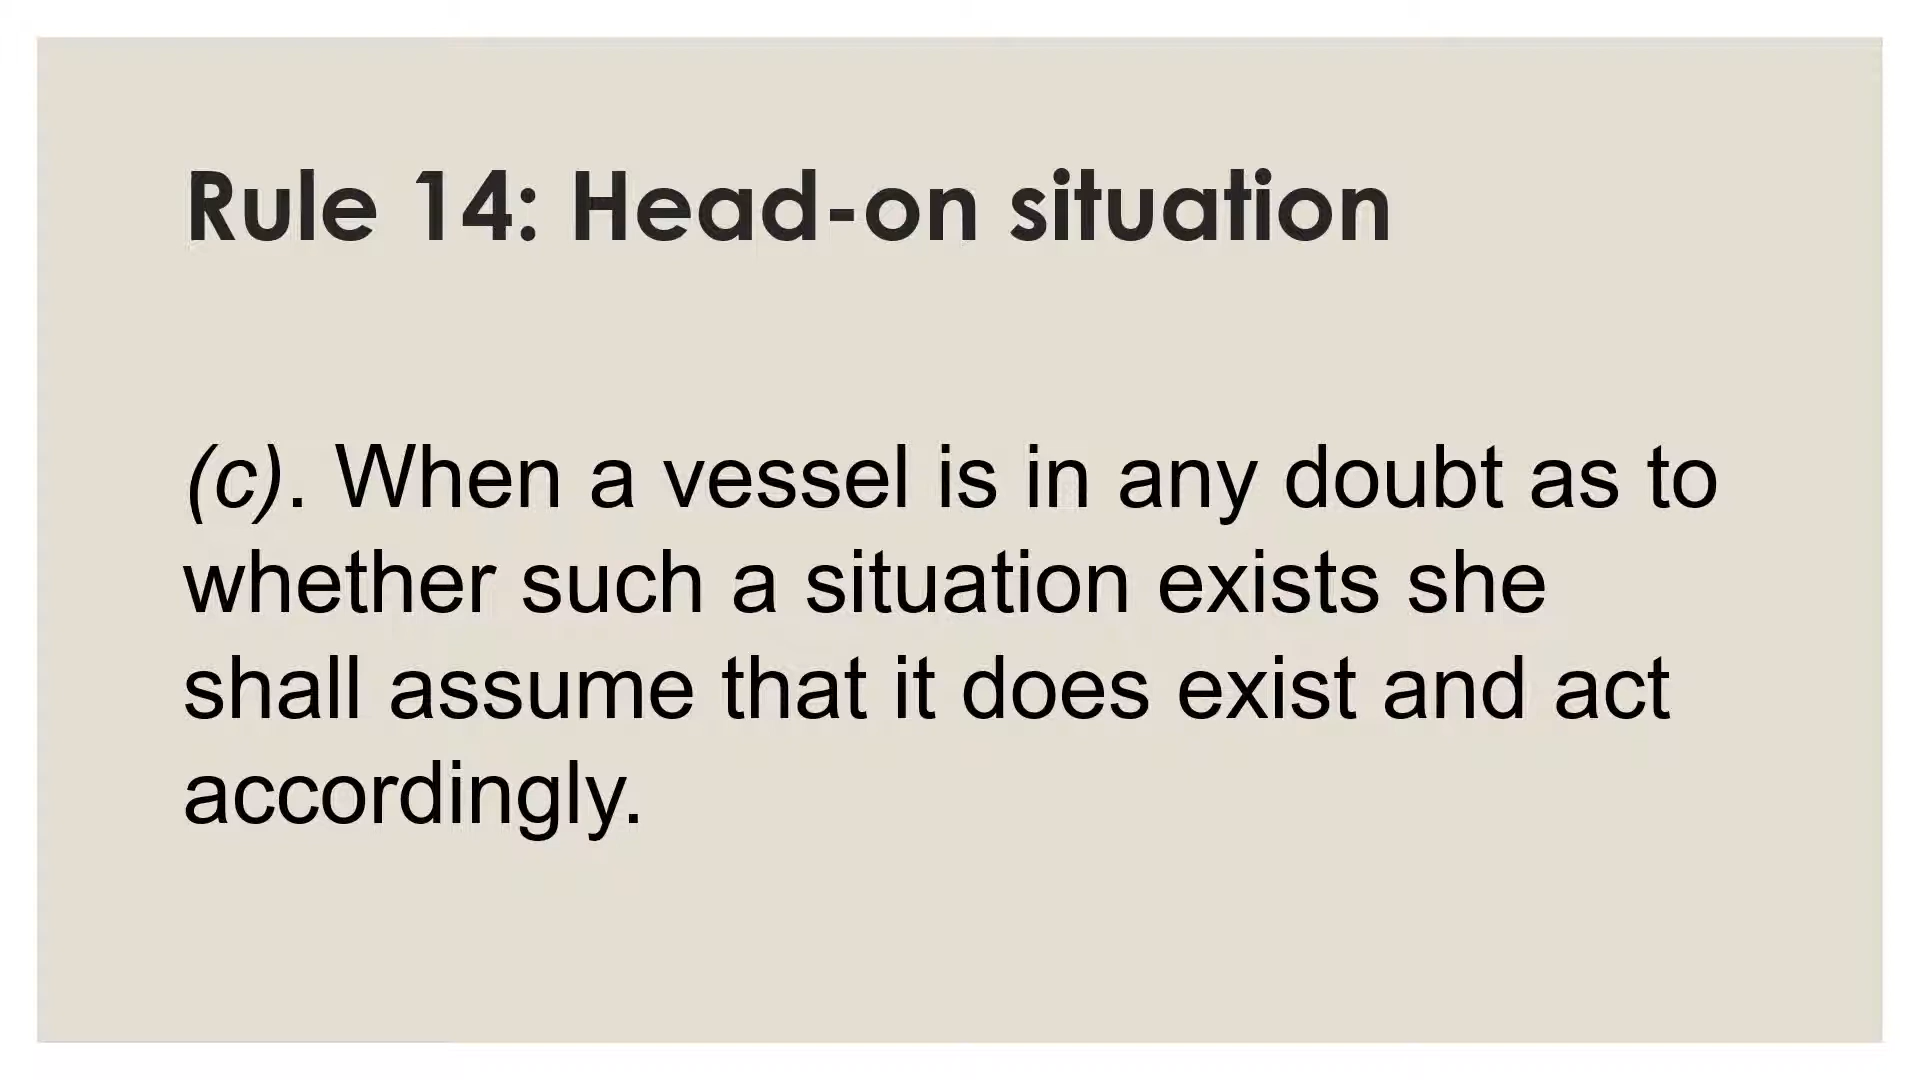 Rule 14: Head-on situation
(c). When a vessel is in any doubt as to
whether such a situation exists she
shall assume that it does exist and act
accordingly.